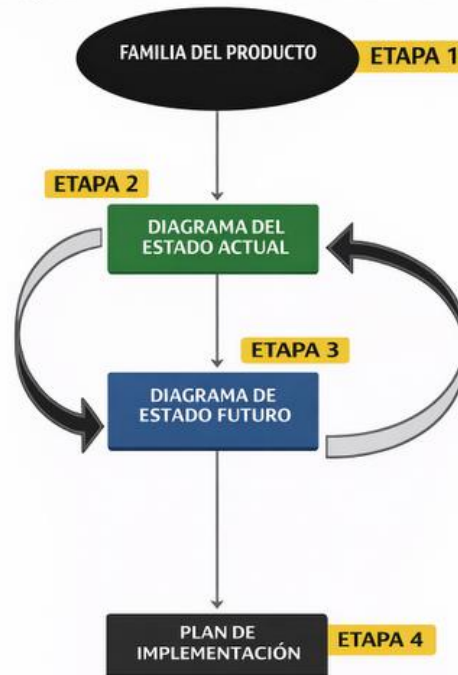 FAMILIA DEL PRODUCTO
ETAPA 1
ETAPA 2
DIAGRAMA DEL
ESTADO ACTUAL
ETAPA 3
DIAGRAMA DE
ESTADO FUTURO
PLAN DE
IMPLEMENTACIÓN
ETAPA 4